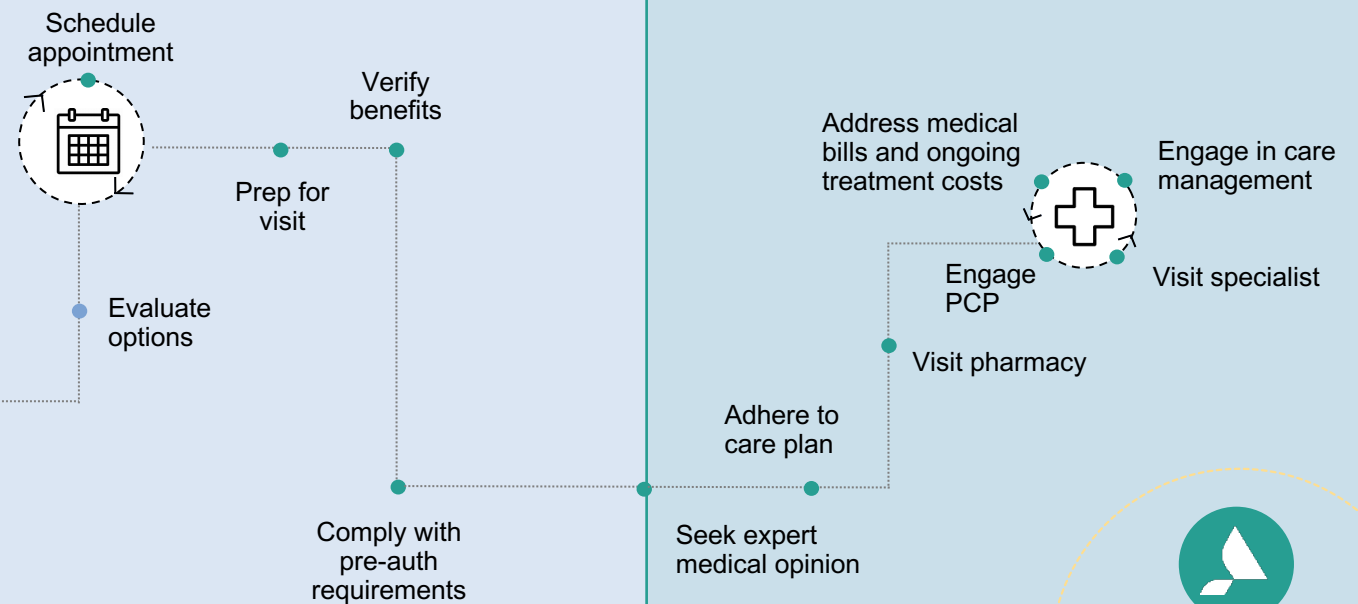 Schedule
appointment
Verify
benefits
Prep for
visit
Evaluate
options
Comply with
pre-auth
requirements
Address medical
bills and ongoing
treatment costs
Engage in care
management
Engage
PCP
Visit specialist
Visit pharmacy
Adhere to
care plan
Seek expert
medical opinion